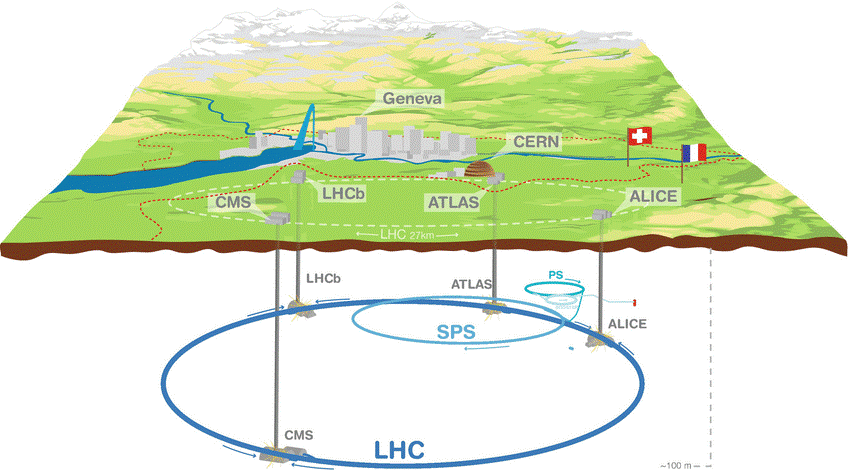 Geneva
CERN
LHCb
CMS
ATLAS
ALICE
LHC 27km
LHCb
ATLAS
PS
SPS
ALICE
CMS
LHC
~100 m